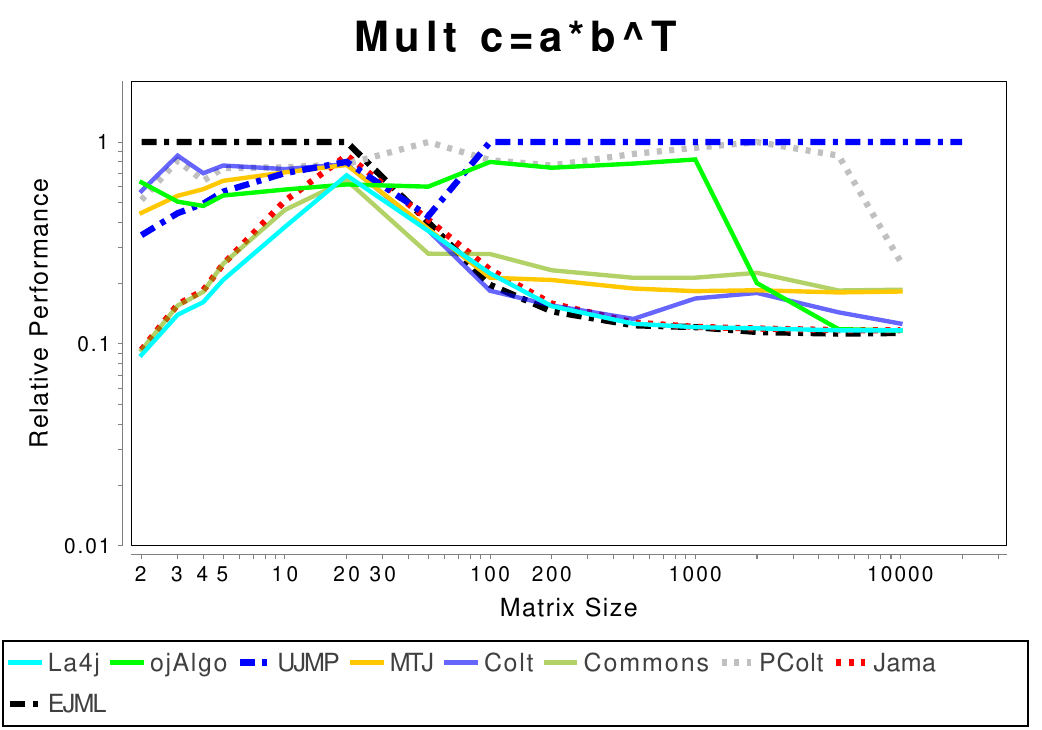 Mult c=a*b^T
Relative Performance
1
0.1
0.01
2 3 4 5 10 20 30 100 200 1000 10000
Matrix Size
La4j ojAlgo UJMP MTJ Colt Commons PColt Jama
EJML